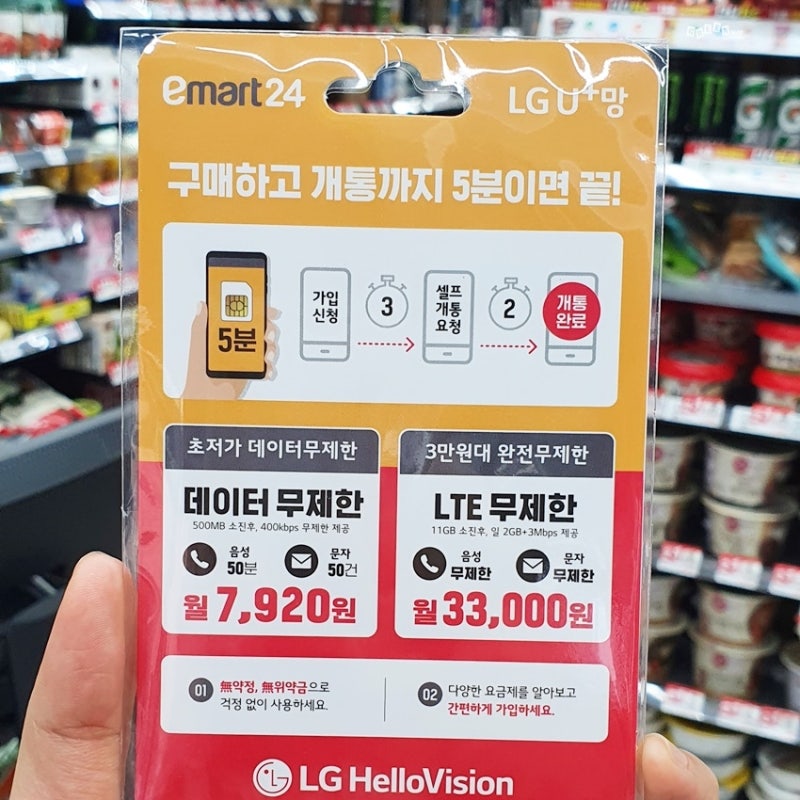 emart24
LG U+망
구매하고 개통까지 5분이면 끝!
5분
가입
신청
3
셀프
개통
요청
2
개통
완료
초저가 데이터무제한
데이터 무제한
500MB 소진후, 400kbps 무제한 제공
음성
50분
문자
50건
월 7,920원
3만원대 완전무제한
LTE 무제한
11GB 소진후, 일 2GB+3Mbps 제공
음성
무제한
문자
무제한
월 33,000원
01 無약정, 無위약금으로
걱정 없이 사용하세요.
02 다양한 요금제를 알아보고
간편하게 가입하세요.
LG HelloVision